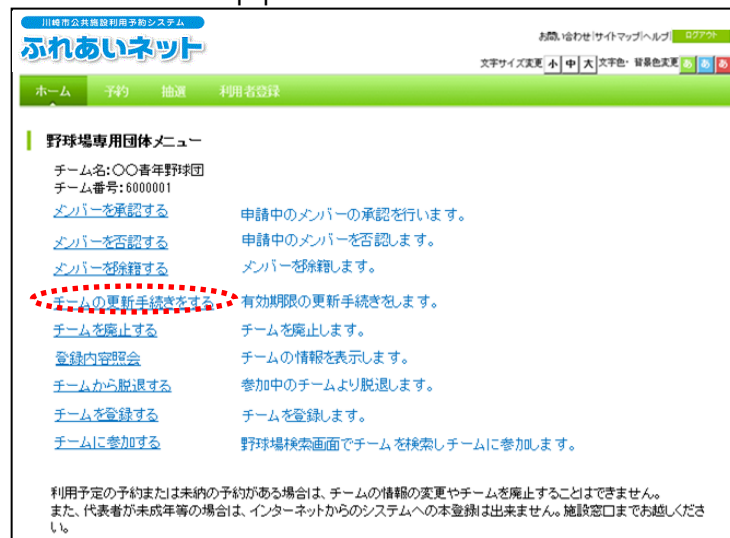 川崎市公共施設利用予約システム
ふれあいネット
お問い合わせ|サイトマップ|ヘルプ| ログアウト
文字サイズ変更 小 中 大 文字色・背景色変更 あ あ あ
ホーム 予約 抽選 利用者登録
野球場専用団体メニュー
チーム名:〇〇青年野球団
チーム番号:6000001
メンバーを承認する 申請中のメンバーの承認を行います。
メンバーを否認する 申請中のメンバーを否認します。
メンバーを除籍する メンバーを除籍します。
チームの更新手続きをする 有効期限の更新手続きをします。
チームを廃止する チームを廃止します。
登録内容照会 チームの情報を表示します。
チームから脱退する 参加中のチームより脱退します。
チームを登録する チームを登録します。
チームに参加する 野球場検索画面でチームを検索しチームに参加します。
利用予定の予約または未納の予約がある場合は、チームの情報の変更やチームを廃止することはできません。
また、代表者が未成年等の場合は、インターネットからのシステムへの本登録は出来ません。施設窓口までお越しくださ
い。